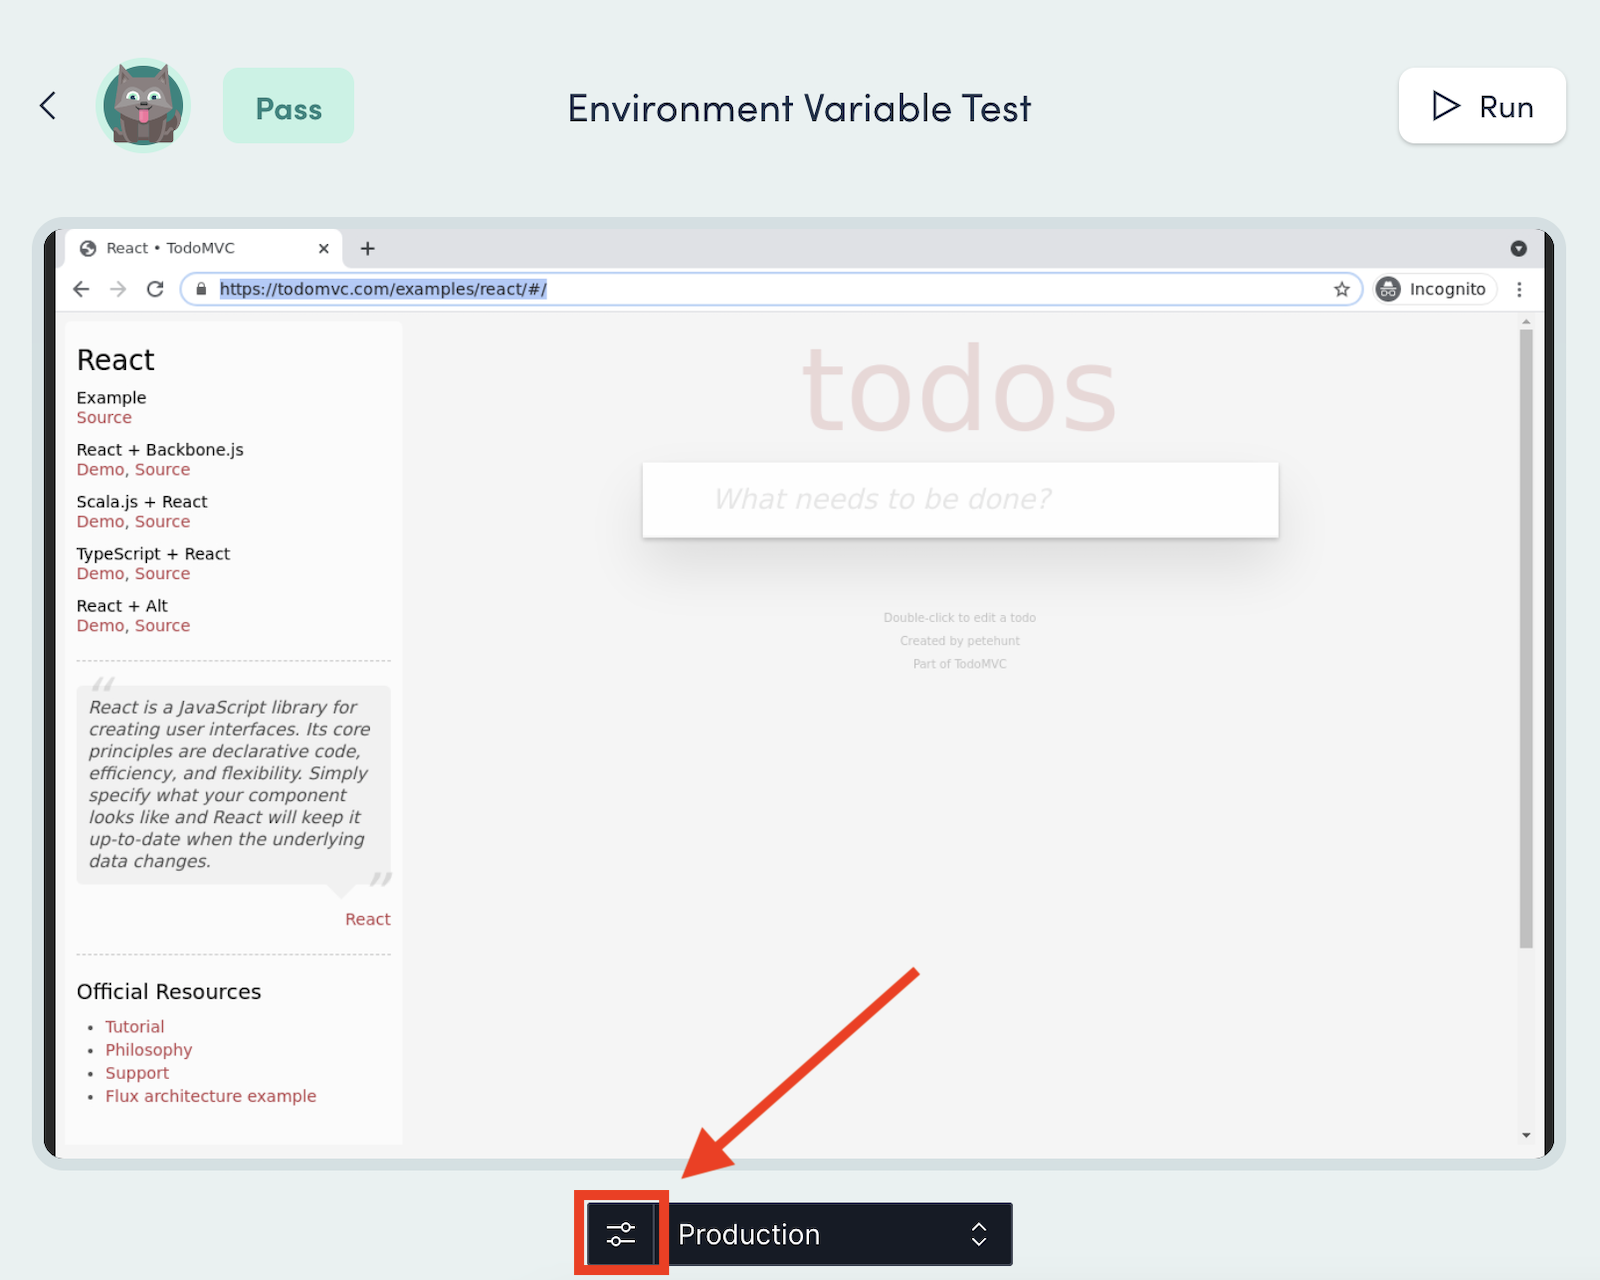 Pass
Environment Variable Test
Run
React • TodoMVC
https://todomvc.com/examples/react/#/
Incognito
React
Example
Source
React + Backbone.js
Demo, Source
Scala.js + React
Demo, Source
TypeScript + React
Demo, Source
React + Alt
Demo, Source
“
React is a JavaScript library for
creating user interfaces. Its core
principles are declarative code,
efficiency, and flexibility. Simply
specify what your component
looks like and React will keep it
up-to-date when the underlying
data changes.
”
React
Official Resources
• Tutorial
• Philosophy
• Support
• Flux architecture example
todos
What needs to be done?
Double-click to edit a todo
Created by petehunt
Part of TodoMVC
Production